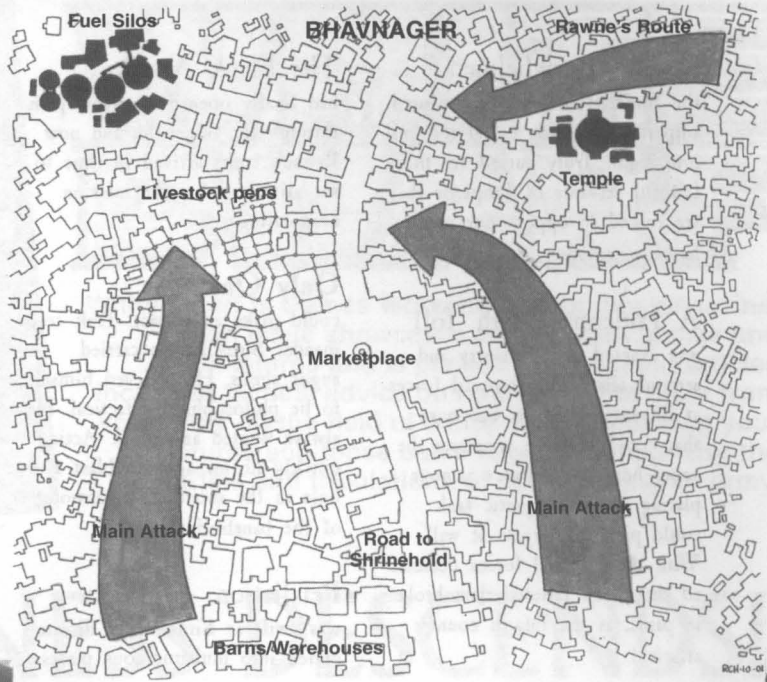 Fuel Silos
BHAVNAGER
Rawne's Route
Temple
Livestock pens
Marketplace
Main Attack
Main Attack
Road to
Shrinehold
Barns/Warehouses
RCH-10-01